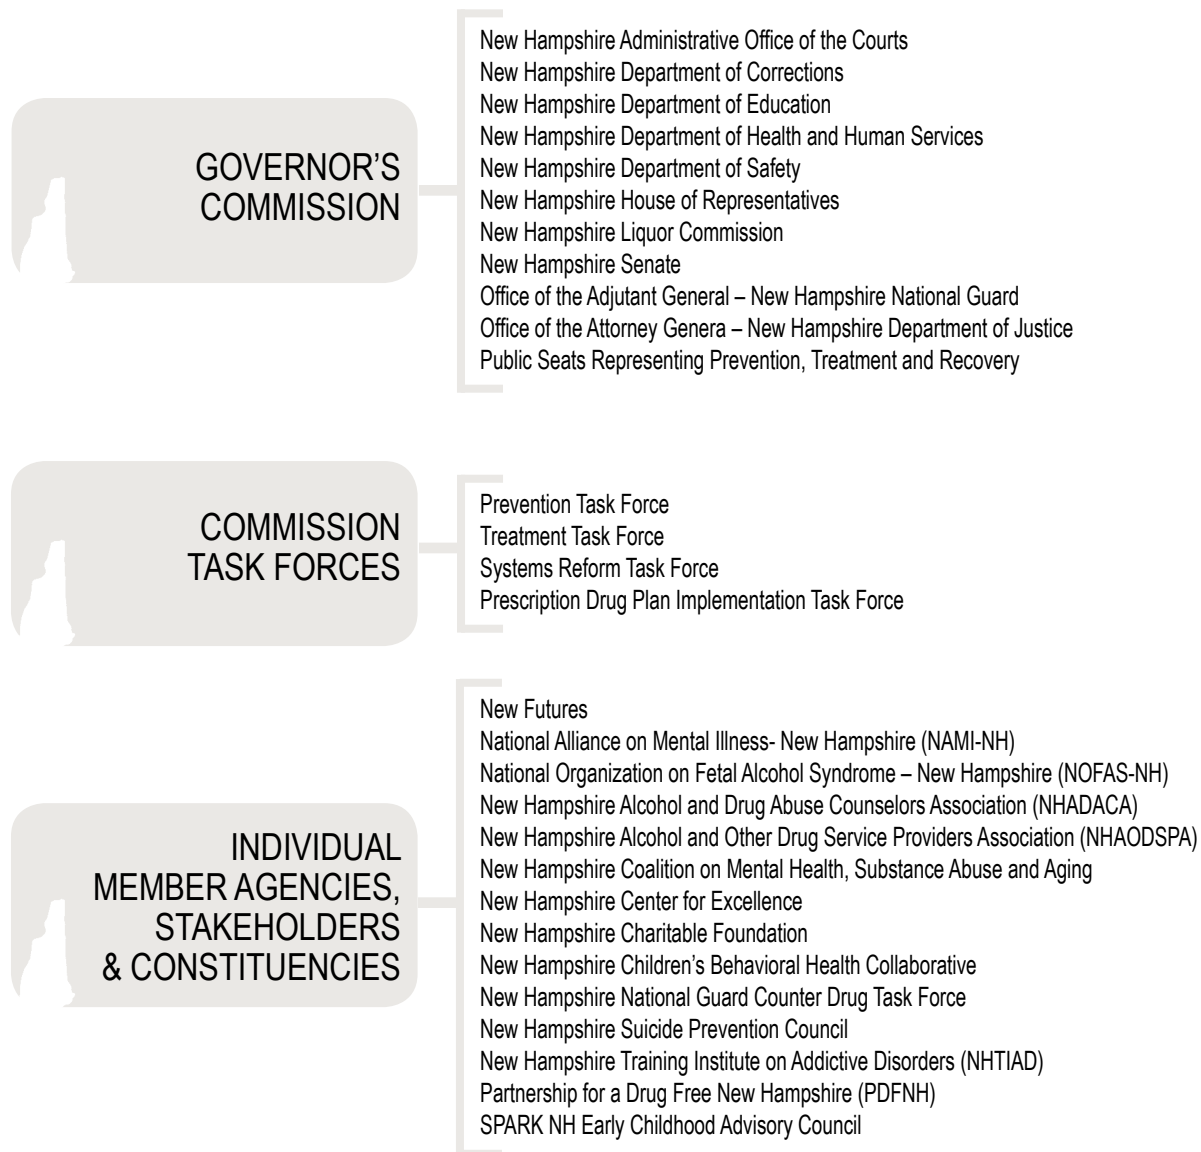 GOVERNOR’S
COMMISSION
New Hampshire Administrative Office of the Courts
New Hampshire Department of Corrections
New Hampshire Department of Education
New Hampshire Department of Health and Human Services
New Hampshire Department of Safety
New Hampshire House of Representatives
New Hampshire Liquor Commission
New Hampshire Senate
Office of the Adjutant General – New Hampshire National Guard
Office of the Attorney Genera – New Hampshire Department of Justice
Public Seats Representing Prevention, Treatment and Recovery
COMMISSION
TASK FORCES
Prevention Task Force
Treatment Task Force
Systems Reform Task Force
Prescription Drug Plan Implementation Task Force
INDIVIDUAL
MEMBER AGENCIES,
STAKEHOLDERS
& CONSTITUENCIES
New Futures
National Alliance on Mental Illness- New Hampshire (NAMI-NH)
National Organization on Fetal Alcohol Syndrome – New Hampshire (NOFAS-NH)
New Hampshire Alcohol and Drug Abuse Counselors Association (NHADACA)
New Hampshire Alcohol and Other Drug Service Providers Association (NHAODSPA)
New Hampshire Coalition on Mental Health, Substance Abuse and Aging
New Hampshire Center for Excellence
New Hampshire Charitable Foundation
New Hampshire Children’s Behavioral Health Collaborative
New Hampshire National Guard Counter Drug Task Force
New Hampshire Suicide Prevention Council
New Hampshire Training Institute on Addictive Disorders (NHTIAD)
Partnership for a Drug Free New Hampshire (PDFNH)
SPARK NH Early Childhood Advisory Council